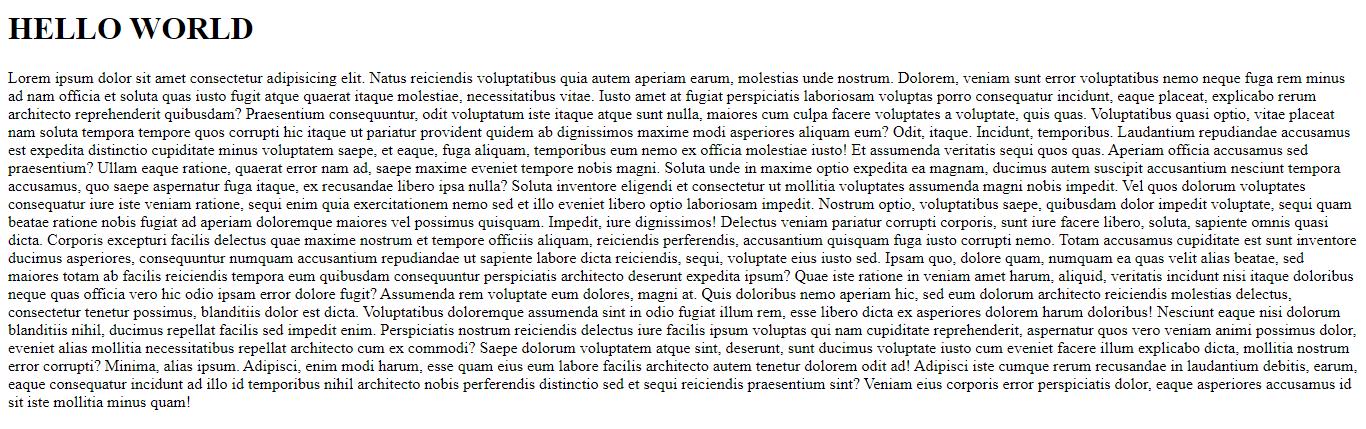 HELLO WORLD
Lorem ipsum dolor sit amet consectetur adipisicing elit. Natus reiciendis voluptatibus quia autem aperiam earum, molestias unde nostrum. Dolorem, veniam sunt error voluptatibus nemo neque fuga rem minus
ad nam officia et soluta quas iusto fugit atque quaerat itaque molestiae, necessitatibus vitae. Iusto amet at fugiat perspiciatis laboriosam voluptas porro consequatur incidunt, eaque placeat, explicabo rerum
architecto reprehenderit quibusdam? Praesentium consequuntur, odit voluptatum iste itaque atque sunt nulla, maiores cum culpa facere voluptates a voluptate, quis quas. Voluptatibus quasi optio, vitae placeat
nam soluta tempora tempore quos corrupti hic itaque ut pariatur provident quidem ab dignissimos maxime modi asperiores aliquam eum? Odit, itaque. Incidunt, temporibus. Laudantium repudiandae accusamus
est expedita distinctio cupiditate minus voluptatem saepe, et eaque, fuga aliquam, temporibus eum nemo ex officia molestiae iusto! Et assumenda veritatis sequi quos quas. Aperiam officia accusamus sed
praesentium? Ullam eaque ratione, quaerat error nam ad, saepe maxime eveniet tempore nobis magni. Soluta unde in maxime optio expedita ea magnam, ducimus autem suscipit accusantium nesciunt tempora
accusamus, quo saepe aspernatur fuga itaque, ex recusandae libero ipsa nulla? Soluta inventore eligendi et consectetur ut mollitia voluptates assumenda magni nobis impedit. Vel quos dolorum voluptates
consequatur iure iste veniam ratione, sequi enim quia exercitationem nemo sed et illo eveniet libero optio laboriosam impedit. Nostrum optio, voluptatibus saepe, quibusdam dolor impedit voluptate, sequi quam
beatae ratione nobis fugiat ad aperiam doloremque maiores vel possimus quisquam. Impedit, iure dignissimos! Delectus veniam pariatur corrupti corporis, sunt iure facere libero, soluta, sapiente omnis quasi
dicta. Corporis excepturi facilis delectus quae maxime nostrum et tempore officiis aliquam, reiciendis perferendis, accusantium quisquam fuga iusto corrupti nemo. Totam accusamus cupiditate est sunt inventore
ducimus asperiores, consequuntur numquam accusantium repudiandae ut sapiente labore dicta reiciendis, sequi, voluptate eius iusto sed. Ipsam quo, dolore quam, numquam ea quas velit alias beatae, sed
maiores totam ab facilis reiciendis tempora eum quibusdam consequuntur perspiciatis architecto deserunt expedita ipsum? Quae iste ratione in veniam amet harum, aliquid, veritatis incidunt nisi itaque doloribus
neque quas officia vero hic odio ipsam error dolore fugit? Assumenda rem voluptate eum dolores, magni at. Quis doloribus nemo aperiam hic, sed eum dolorum architecto reiciendis molestias delectus,
consectetur tenetur possimus, blanditiis dolor est dicta. Voluptatibus doloremque assumenda sint in odio fugiat illum rem, esse libero dicta ex asperiores dolorem harum doloribus! Nesciunt eaque nisi dolorum
blanditiis nihil, ducimus repellat facilis sed impedit enim. Perspiciatis nostrum reiciendis delectus iure facilis ipsum voluptas qui nam cupiditate reprehenderit, aspernatur quos vero veniam animi possimus dolor,
eveniet alias mollitia necessitatibus repellat architecto cum ex commodi? Saepe dolorum voluptatem atque sint, deserunt, sunt ducimus voluptate iusto cum eveniet facere illum explicabo dicta, mollitia nostrum
error corrupti? Minima, alias ipsum. Adipisci, enim modi harum, esse quam eius eum labore facilis architecto autem tenetur dolorem odit ad! Adipisci iste cumque rerum recusandae in laudantium debitis, earum,
eaque consequatur incidunt ad illo id temporibus nihil architecto nobis perferendis distinctio sed et sequi reiciendis praesentium sint? Veniam eius corporis error perspiciatis dolor, eaque asperiores accusamus id
sit iste mollitia minus quam!